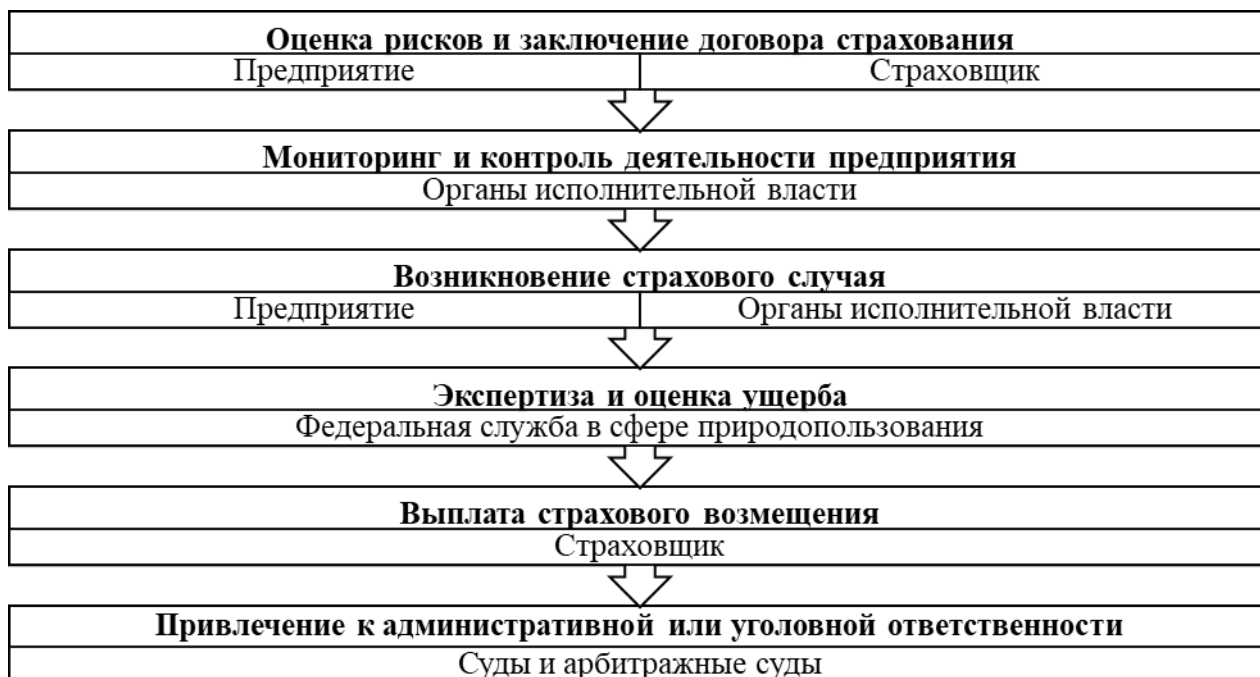 Оценка рисков и заключение договора страхования
Предприятие
Страховщик
Мониторинг и контроль деятельности предприятия
Органы исполнительной власти
Возникновение страхового случая
Предприятие
Органы исполнительной власти
Экспертиза и оценка ущерба
Федеральная служба в сфере природопользования
Выплата страхового возмещения
Страховщик
Привлечение к административной или уголовной ответственности
Суды и арбитражные суды